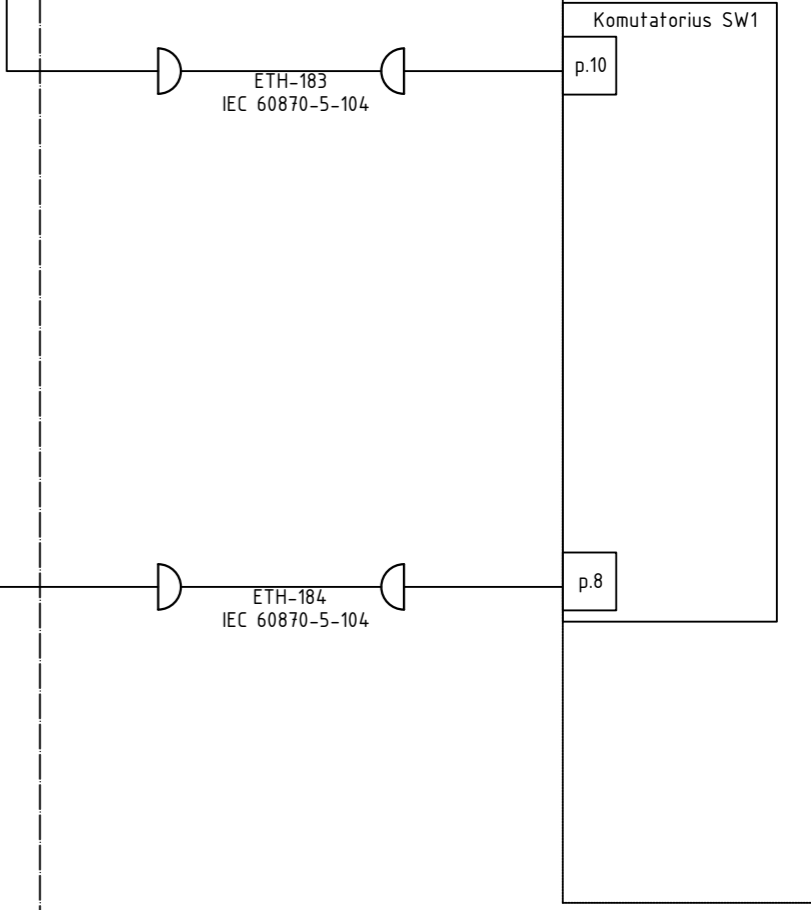 Komutatorius SW1
p.10
ETH-183
IEC 60870-5-104
p.8
ETH-184
IEC 60870-5-104